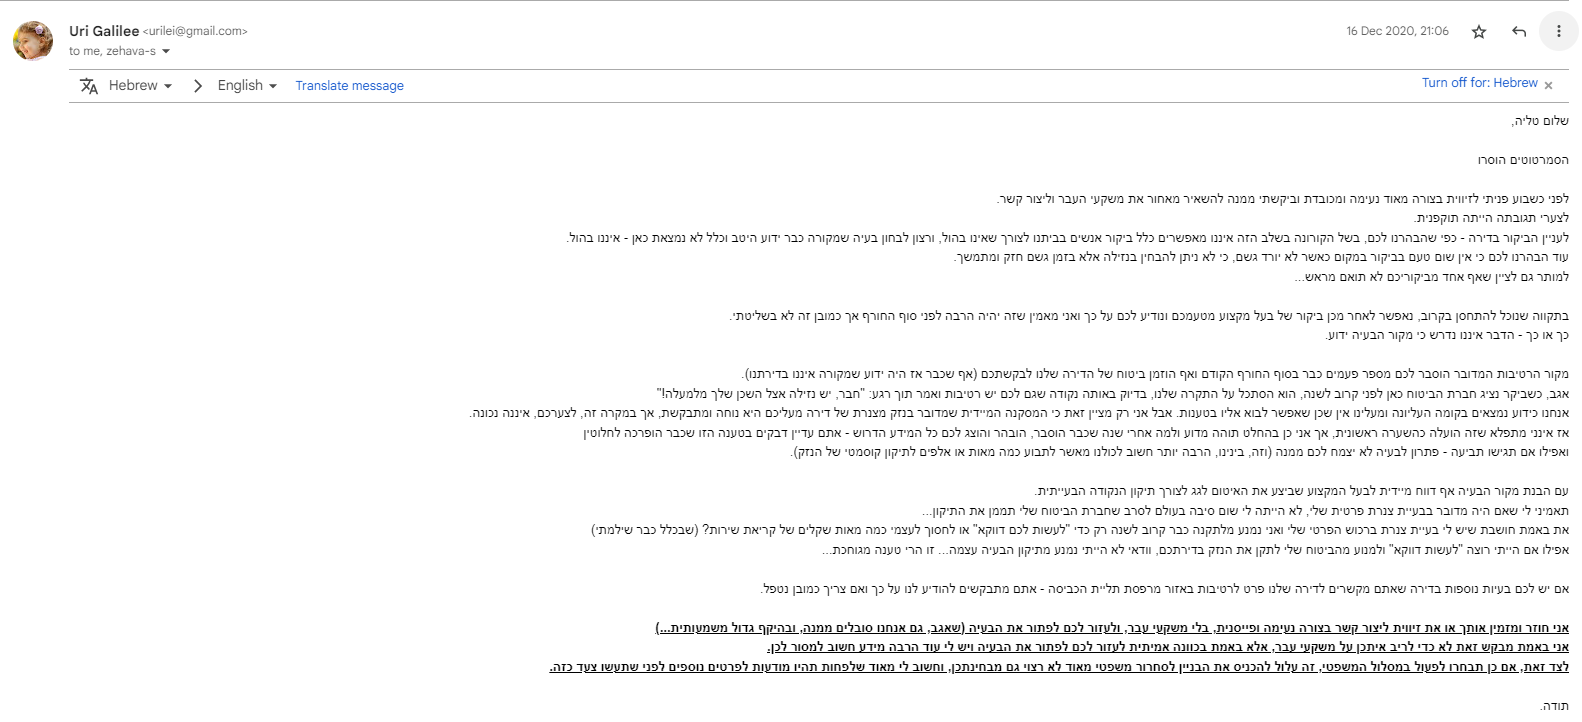 Uri Galilee <urilei@gmail.com>
16 Dec 2020, 21:06
to me, zehava-s
Hebrew
English
Translate message
Turn off for: Hebrew
שלום טליה,
הסמרטוטים הוסרו
לפני כשבוע פניתי לזיווית בצורה מאוד נעימה ומכובדת וביקשתי ממנה להשאיר מאחור את משקעי העבר וליצור קשר.
לצערי תגובתה הייתה תוקפנית.
לעניין הביקור בדירה - כפי שהבהרנו לכם, בשל הקורונה בשלב הזה איננו מאפשרים כלל ביקור אנשים בביתנו לצורך שאינו בהול, ורצון לבחון בעיה שמקורה כבר ידוע היטב וכלל לא נמצאת כאן - איננו בהול.
עוד הבהרנו לכם כי אין שום טעם בביקור במקום כאשר לא יורד גשם, כי לא ניתן להבחין בנזילה אלא בזמן גשם חזק ומתמשך.
למותר גם לציין שאף אחד מביקוריכם לא תואם מראש...
בתקווה שנוכל להתחסן בקרוב, נאפשר לאחר מכן ביקור של בעל מקצוע מטעמכם ונודיע לכם על כך ואני מאמין שזה יהיה הרבה לפני סוף החורף אך כמובן זה לא בשליטתי.
כך או כך - הדבר איננו נדרש כי מקור הבעיה ידוע.
מקור הרטיבות המדובר הוסבר לכם מספר פעמים כבר בסוף החורף הקודם ואף הוזמן ביטוח של הדירה שלנו לבקשתכם (אף שכבר אז היה ידוע שמקורה איננו בדירתנו).
אגב, כשביקר נציג חברת הביטוח כאן לפני קרוב לשנה, הוא הסתכל על התקרה שלנו, בדיוק באותה נקודה שגם לכם יש רטיבות ואמר תוך רגע: "חבר, יש נזילה אצל השכן שלך מלמעלה!"
אנחנו כידוע נמצאים בקומה העליונה ומעלינו אין שכן שאפשר לבוא אליו בטענות. אבל אני רק מציין זאת כי המסקנה המיידית שמדובר בנזק מצנרת של דירה מעליכם היא נוחה ומתבקשת, אך במקרה זה, לצערכם, איננה נכונה.
אז אינני מתפלא שזה הועלה כהשערה ראשונית, אך אני כן בהחלט תוהה מדוע ולמה אחרי שנה שכבר הוסבר, הובהר והוצג לכם כל המידע הדרוש - אתם עדיין דבקים בטענה הזו שכבר הופרכה לחלוטין
ואפילו אם תגישו תביעה - פתרון לבעיה לא יצמח לכם ממנה (וזה, בינינו, הרבה יותר חשוב לכולנו מאשר לתבוע כמה מאות או אלפים לתיקון קוסמטי של הנזק).
עם הבנת מקור הבעיה אף דווח מיידית לבעל המקצוע שביצע את האיטום לגג לצורך תיקון הנקודה הבעייתית.
תאמיני לי שאם היה מדובר בבעיית צנרת פרטית שלי, לא הייתה לי שום סיבה בעולם לסרב שחברת הביטוח שלי תממן את התיקון...
את באמת חושבת שיש לי בעיית צנרת ברכוש הפרטי שלי ואני נמנע מלתקנה כבר קרוב לשנה רק כדי "לעשות לכם דווקא" או לחסוך לעצמי כמה מאות שקלים של קריאת שירות? (שבכלל כבר שילמתי)
אפילו אם הייתי רוצה "לעשות דווקא" ולמנוע מהביטוח שלי לתקן את הנזק בדירתכם, וודאי לא הייתי נמנע מתיקון הבעיה עצמה... זו הרי טענה מגוחכת...
אם יש לכם בעיות נוספות בדירה שאתם מקשרים לדירה שלנו פרט לרטיבות באזור מרפסת תליית הכביסה - אתם מתבקשים להודיע לנו על כך ואם צריך כמובן נטפל.
אני חוזר ומזמין אותך או את זיווית ליצור קשר בצורה נעימה ופייסנית, בלי משקעי עבר, ולעזור לכם לפתור את הבעיה (שאגב, גם אנחנו סובלים ממנה, ובהיקף גדול משמעותית...)
אני באמת מבקש זאת לא כדי לריב איתכן על משקעי עבר, אלא באמת בכוונה אמיתית לעזור לכם לפתור את הבעיה ויש לי עוד הרבה מידע חשוב למסור לכן.
לצד זאת, אם כן תבחרו לפעול במסלול המשפטי, זה עלול להכניס את הבניין לסחרור משפטי מאוד לא רצוי גם מבחינתכן, וחשוב לי מאוד שלפחות תהיו מודעות לפרטים נוספים לפני שתעשו צעד כזה.
תודה.